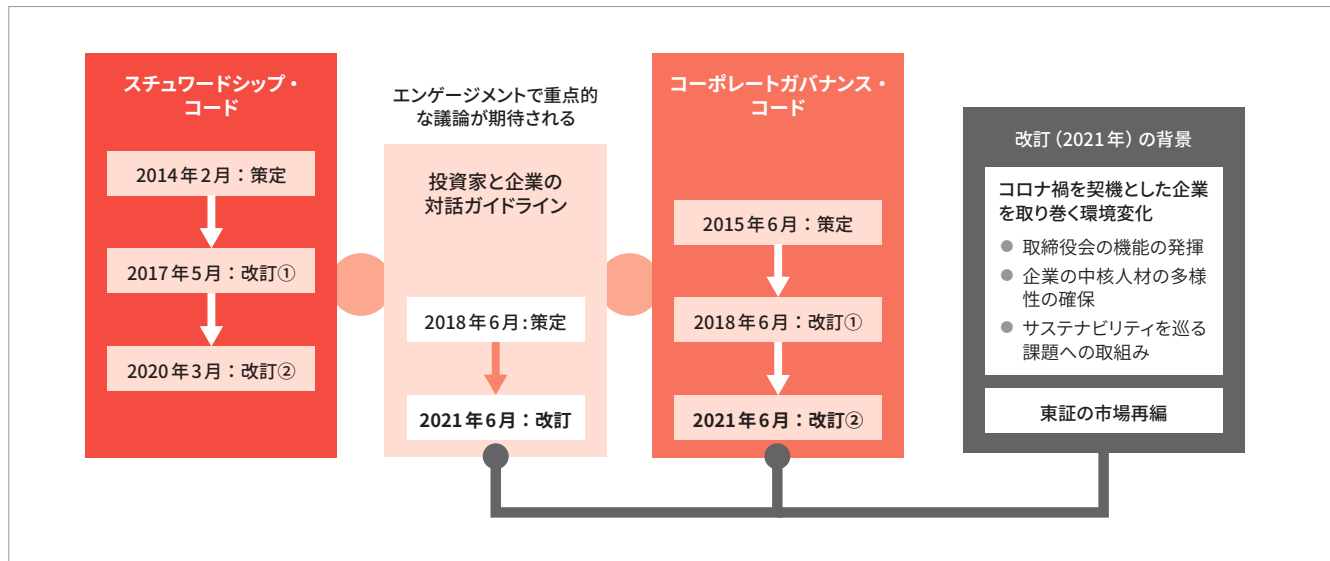 スチュワードシップ・
コード
2014年2月：策定
2017年5月：改訂①
2020年3月：改訂②
エンゲージメントで重点的
な議論が期待される
投資家と企業の
対話ガイドライン
2018年6月：策定
2021年6月：改訂
コーポレートガバナンス・
コード
2015年6月：策定
2018年6月：改訂①
2021年6月：改訂②
改訂（2021年）の背景
コロナ禍を契機とした企業
を取り巻く環境変化
● 取締役会の機能の発揮
● 企業の中核人材の多様
性の確保
● サステナビリティを巡る
課題への取組み
東証の市場再編